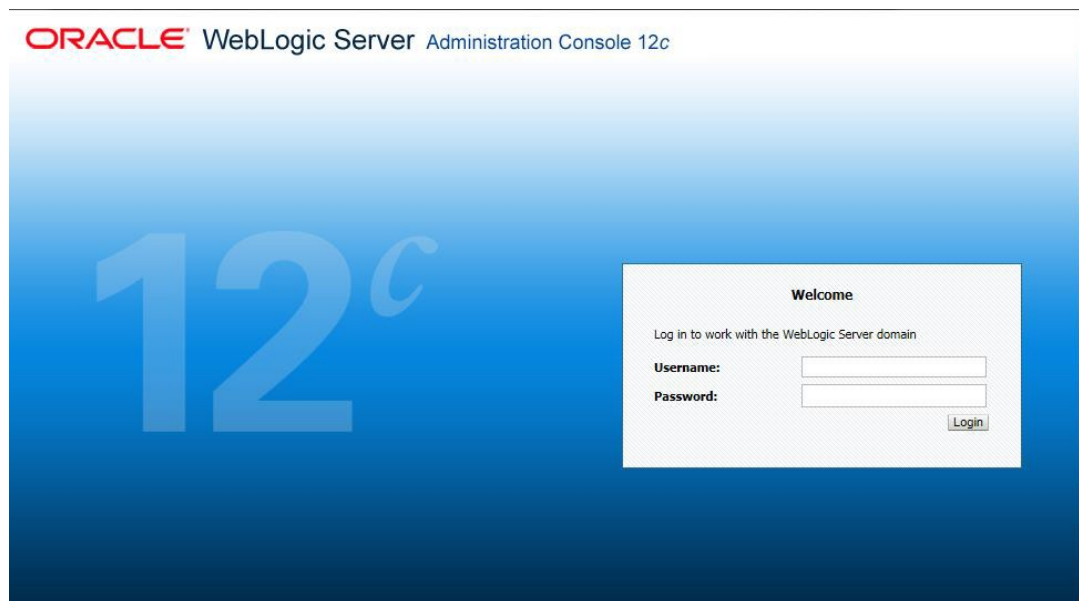 ORACLE WebLogic Server Administration Console 12c
12c
Welcome
Log in to work with the WebLogic Server domain
Username:
Password:
Login